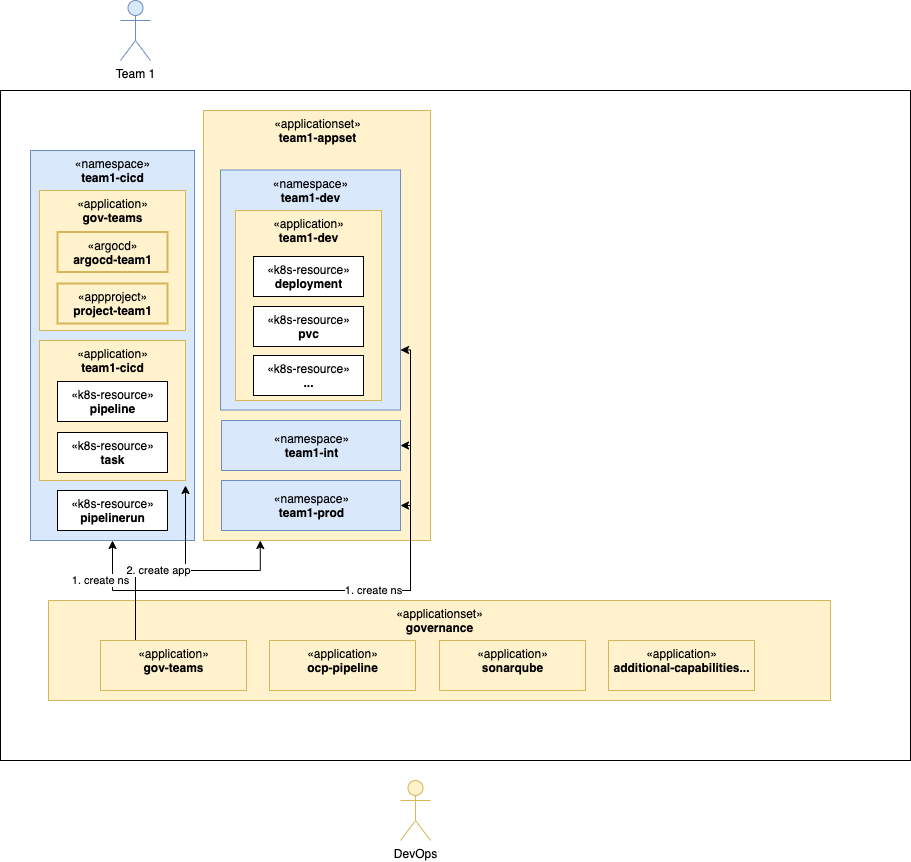 Team 1
«applicationset»
team1-appset
«namespace»
team1-cicd
«application»
gov-teams
«argocd»
argocd-team1
«appproject»
project-team1
«application»
team1-cicd
«k8s-resource»
pipeline
«k8s-resource»
task
«k8s-resource»
pipelinerun
«namespace»
team1-dev
«application»
team1-dev
«k8s-resource»
deployment
«k8s-resource»
pvc
«k8s-resource»
...
«namespace»
team1-int
«namespace»
team1-prod
2. create app
1. create ns
1. create ns
«applicationset»
governance
«application»
gov-teams
«application»
ocp-pipeline
«application»
sonarqube
«application»
additional-capabilities...
DevOps